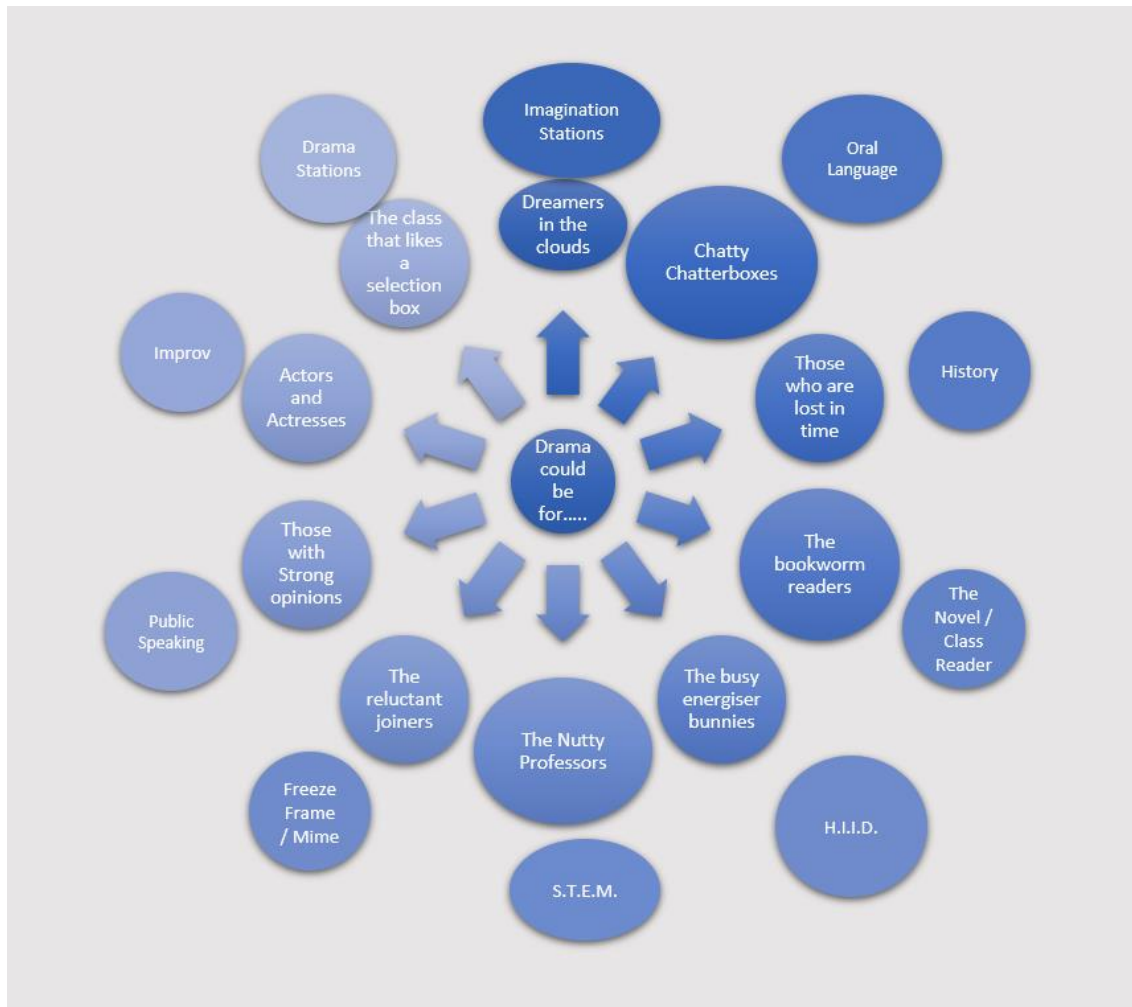 Imagination
Stations
Dreamers
in the
clouds
Oral
Language
Chatty
Chatterboxes
History
Those
who are
lost in
time
The
bookworm
readers
The
Novel /
Class
Reader
The busy
energiser
bunnies
H.I.I.D.
The Nutty
Professors
S.T.E.M.
The
reluctant
joiners
Freeze
Frame
/ Mime
Those
with
Strong
opinions
Public
Speaking
Actors
and
Actresses
Improv
The class
that likes
a
selection
box
Drama
Stations
Drama
could
be
for.....